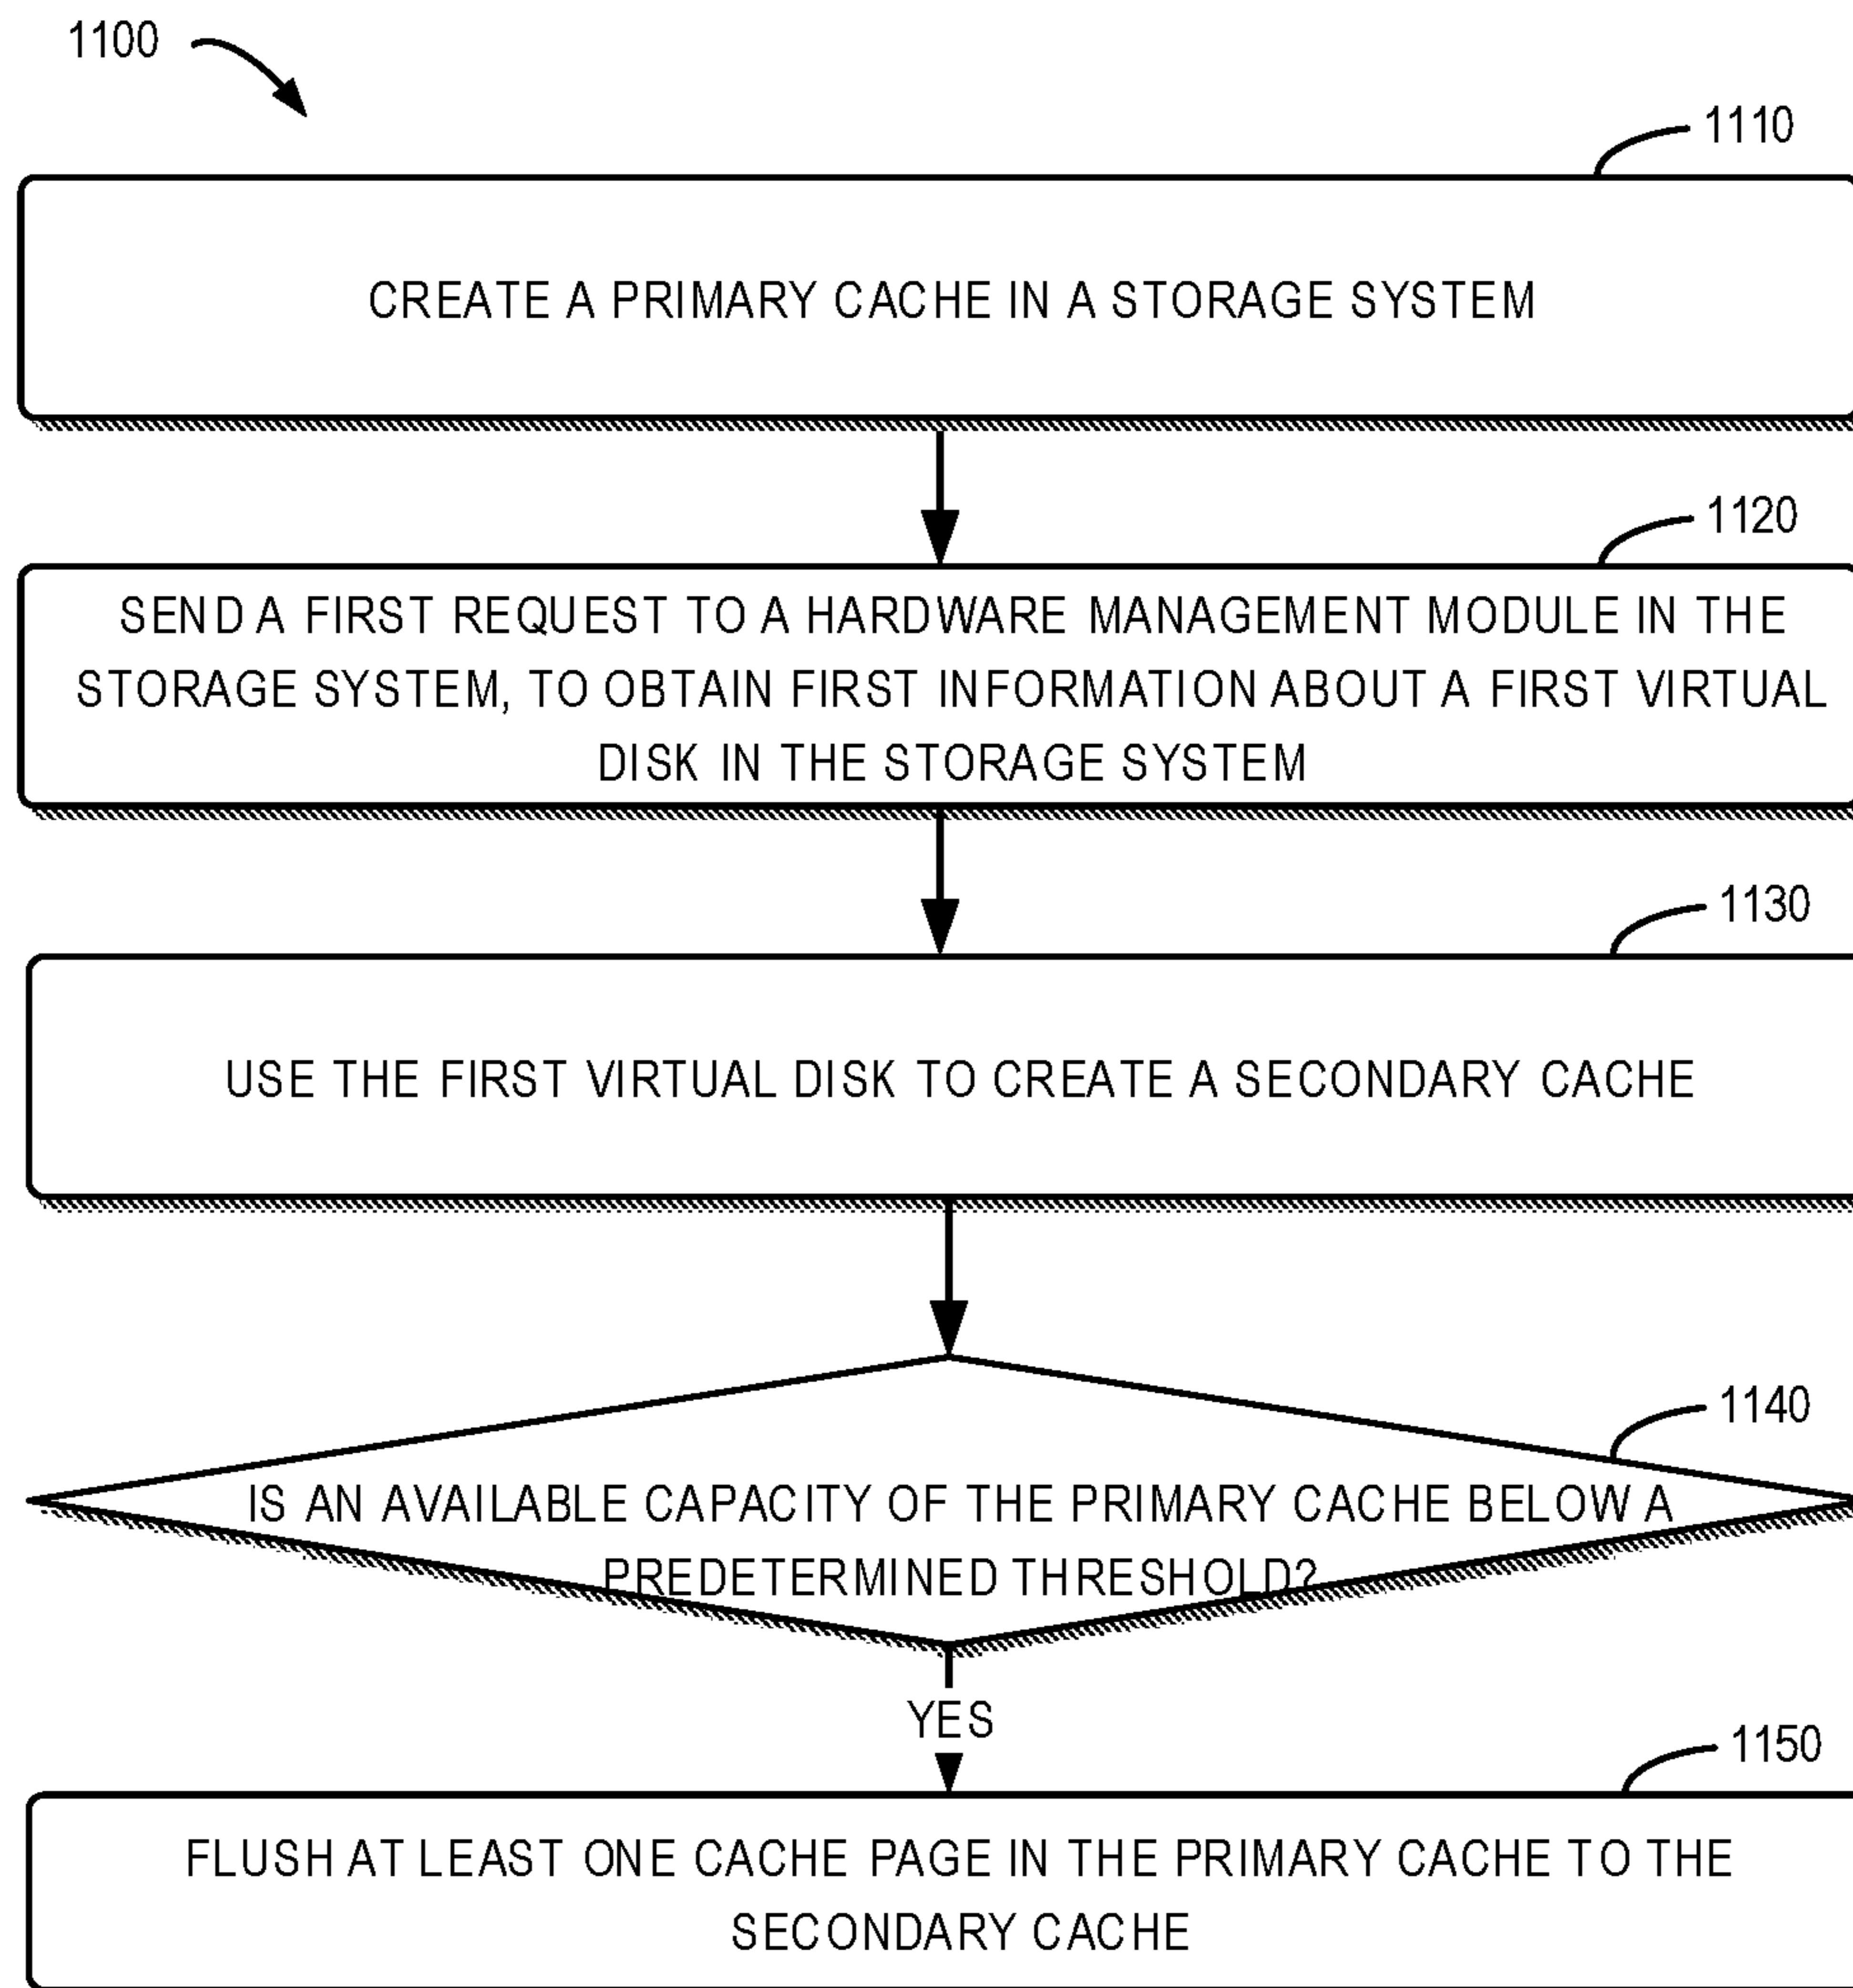 1100
1110
CREATE A PRIMARY CACHE IN A STORAGE SYSTEM
1120
SEND A FIRST REQUEST TO A HARDWARE MANAGEMENT MODULE IN THE
STORAGE SYSTEM, TO OBTAIN FIRST INFORMATION ABOUT A FIRST VIRTUAL
DISK IN THE STORAGE SYSTEM
1130
USE THE FIRST VIRTUAL DISK TO CREATE A SECONDARY CACHE
1140
IS AN AVAILABLE CAPACITY OF THE PRIMARY CACHE BELOW A
PREDETERMINED THRESHOLD?
YES
1150
FLUSH AT LEAST ONE CACHE PAGE IN THE PRIMARY CACHE TO THE
SECONDARY CACHE